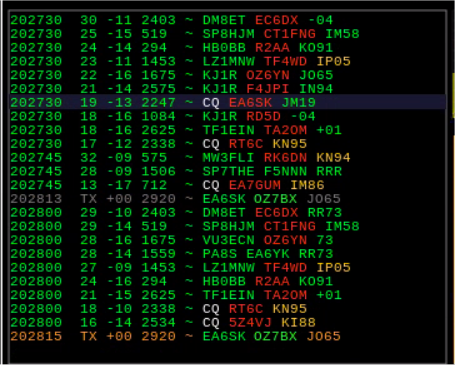 202730 30 -11 2403 ~ DM8ET EC6DX -04
202730 25 -15 519 ~ SP8HJM CT1FNG IM58
202730 24 -14 294 ~ HB0BB R2AA KO91
202730 23 -11 1453 ~ LZ1MNW TF4WD IP05
202730 22 -16 1675 ~ KJ1R OZ6YN JO65
202730 21 -14 2575 ~ KJ1R F4JPI IN94
202730 19 -13 2247 ~ CQ EA6SK JM19
202730 18 -16 1084 ~ KJ1R RD5D -04
202730 18 -16 2625 ~ TF1EIN TA2OM +01
202730 17 -12 2338 ~ CQ RT6C KN95
202745 32 -09 575 ~ MW3FLI RK6DN KN94
202745 28 -09 1506 ~ SP7THE F5NNN RRR
202745 13 -17 712 ~ CQ EA7GUM IM86
202813 TX +00 2920 ~ EA6SK OZ7BX JO65
202800 29 -10 2403 ~ DM8ET EC6DX RR73
202800 29 -14 519 ~ SP8HJM CT1FNG IM58
202800 28 -16 1675 ~ VU3ECN OZ6YN 73
202800 28 -14 1559 ~ PA8S EA6YK RR73
202800 27 -09 1453 ~ LZ1MNW TF4WD IP05
202800 24 -16 294 ~ HB0BB R2AA KO91
202800 21 -15 2625 ~ TF1EIN TA2OM +01
202800 18 -10 2338 ~ CQ RT6C KN95
202800 16 -14 2534 ~ CQ 5Z4VJ KI88
202815 TX +00 2920 ~ EA6SK OZ7BX JO65